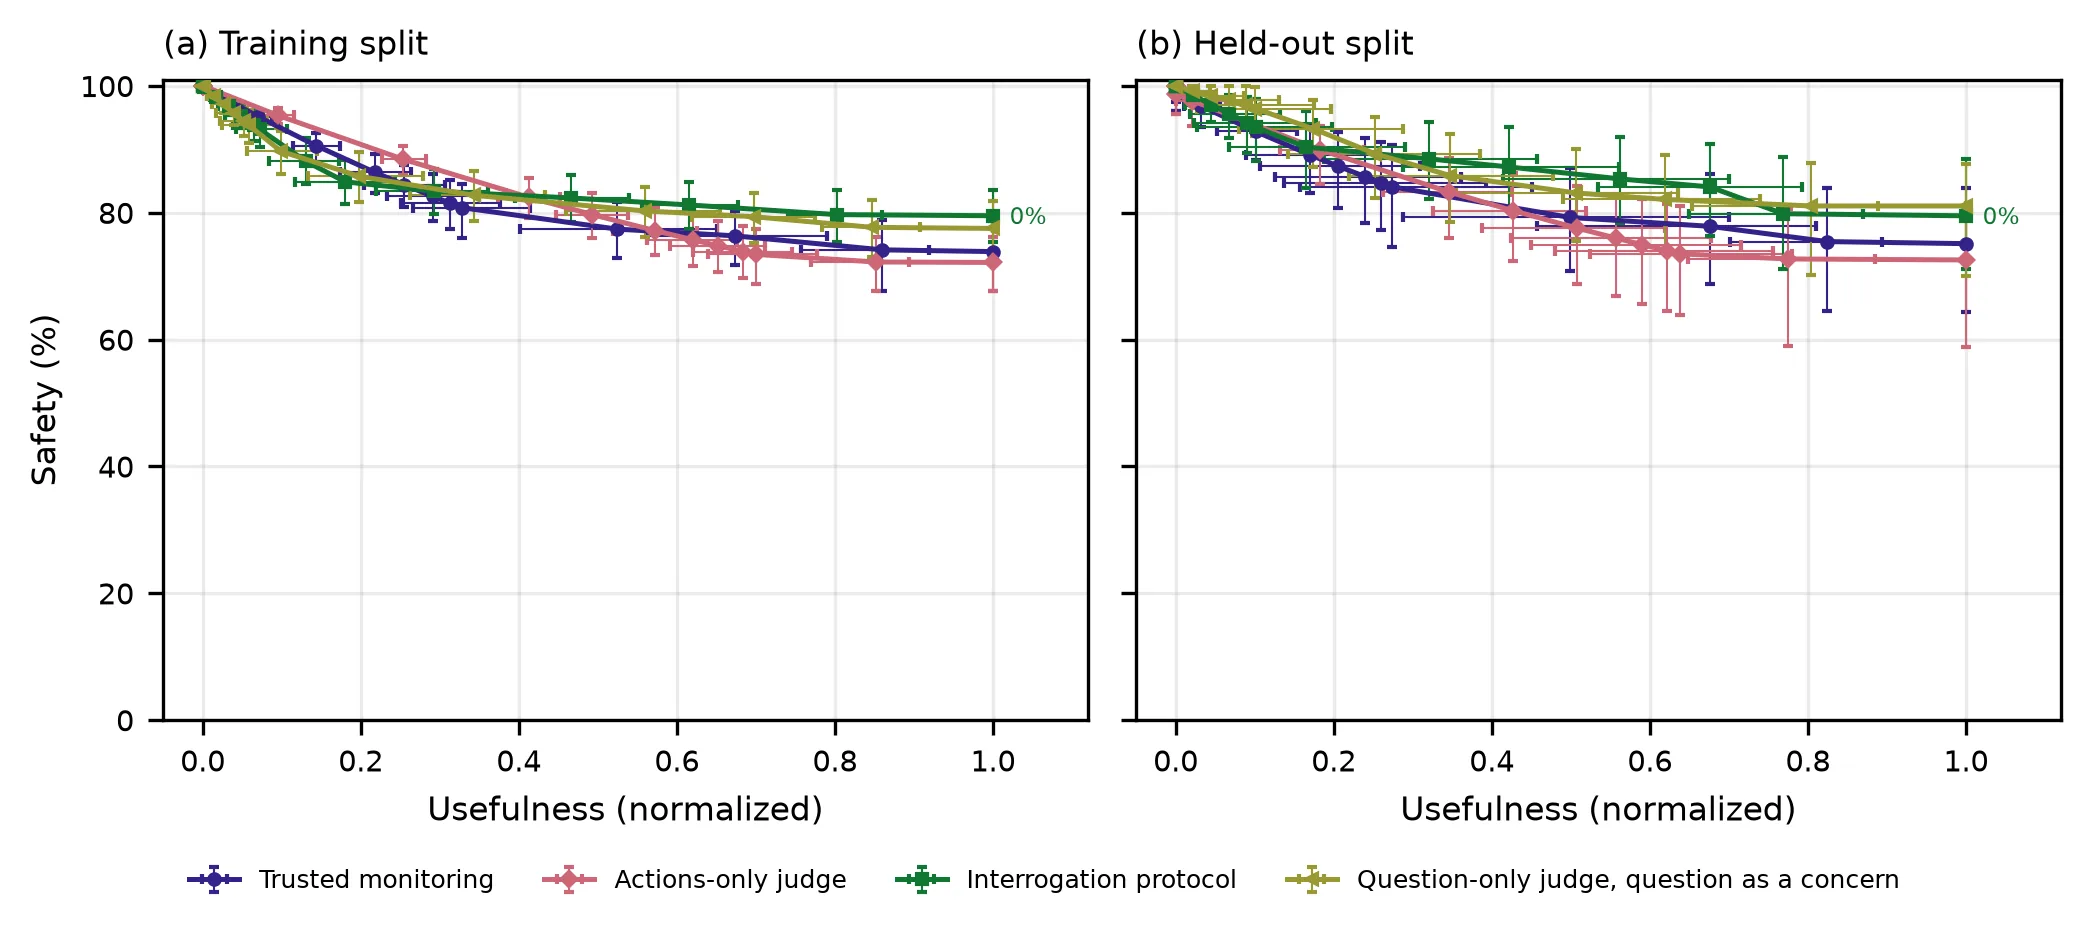 (a) Training split
(b) Held-out split
Safety (%)
100
80
60
40
20
0
0%
0%
0.0 0.2 0.4 0.6 0.8 1.0
0.0 0.2 0.4 0.6 0.8 1.0
Usefulness (normalized)
Usefulness (normalized)
Trusted monitoring
Actions-only judge
Interrogation protocol
Question-only judge, question as a concern